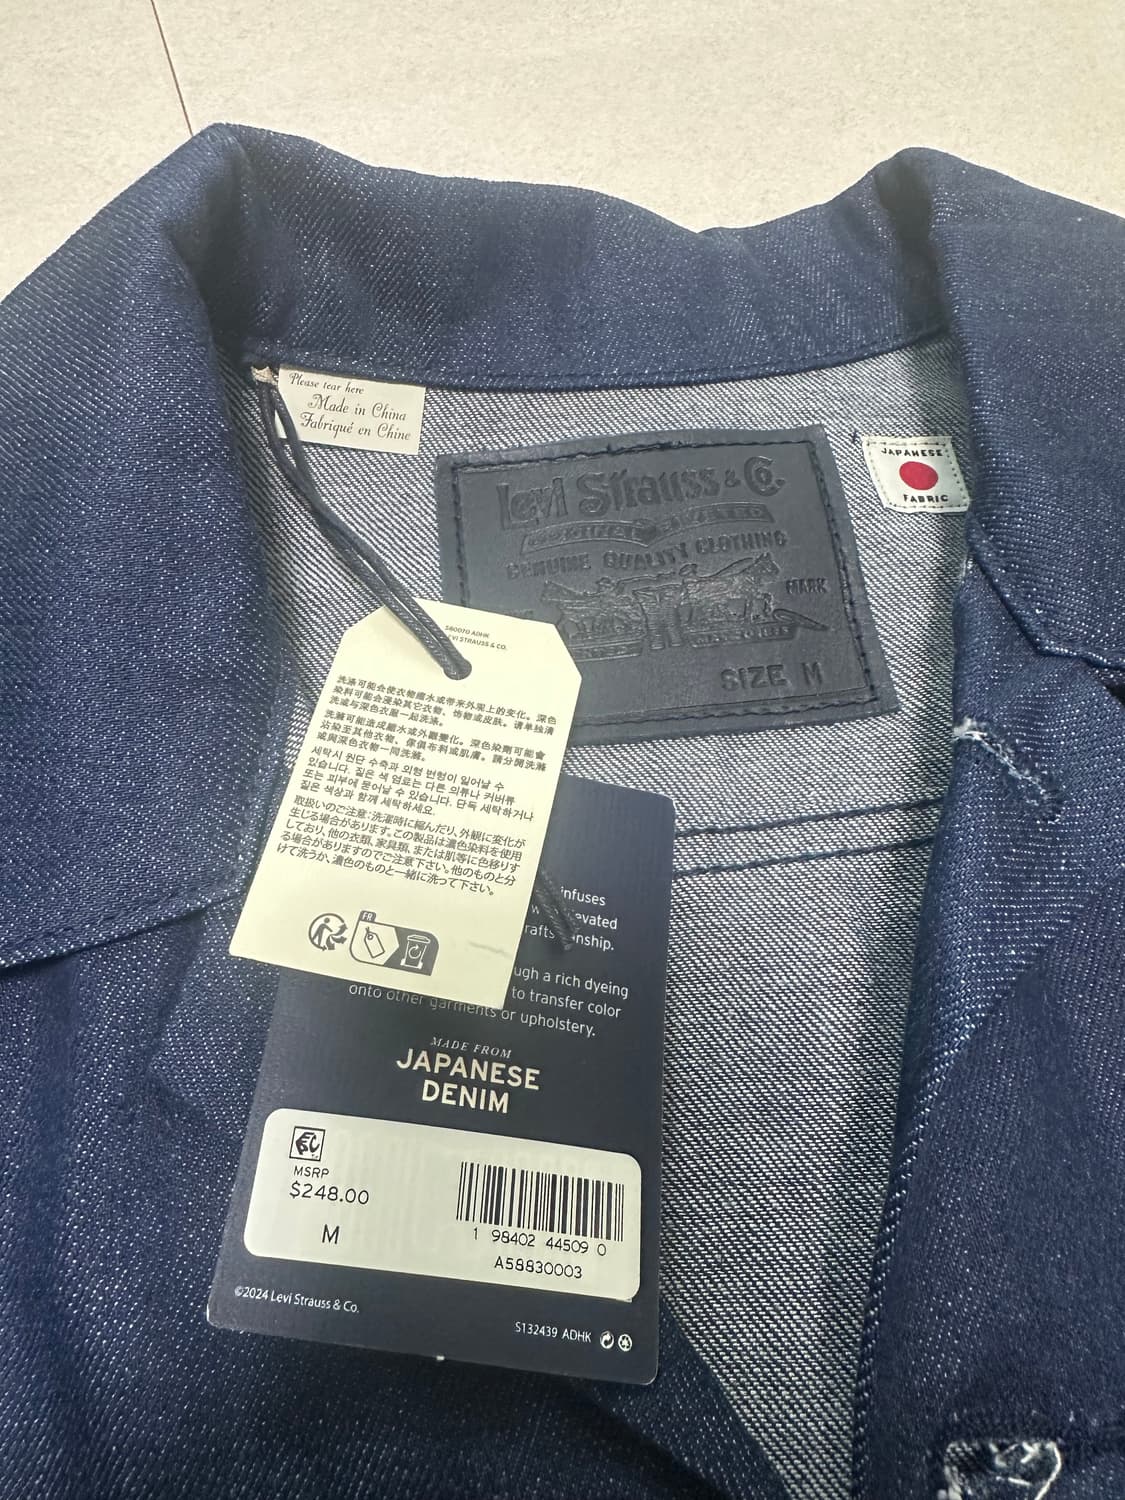 Please tear here
Made in China
Fabriqué en Chine
Levi Strauss & Co.
ORIGINAL RIVETED
GENUINE QUALITY CLOTHING
MARK
SIZE M
JAPANESE
FABRIC
S60070 ADHK
LEVI STRAUSS & CO.
洗涤可能会使衣物缩水或带来外观上的变化。深色
染料可能会浸染其它衣物、饰物或皮肤。请单独清
洗或与深色衣服一起洗涤。
洗滌可能造成縮水或外觀變化。深色染劑可能會
沾染至其他衣物、傢俱布料或肌膚。請分開洗滌
或與深色衣物一同洗滌。
세탁시 원단 수축과 외형 변형이 일어날 수
있습니다. 짙은 색 염료는 다른 의류나 커버류
또는 피부에 묻어날 수 있습니다. 단독 세탁하거나
짙은 색상과 함께 세탁하세요.
取扱いのご注意:洗濯時に縮んだり、外観に変化が
生じる場合があります。この製品は濃色染料を使用
しており、他の衣類、家具類、または肌等に色移りす
る場合がありますのでご注意下さい。他のものと分
けて洗うか、濃色のものと一緒に洗って下さい。
FR
infuses
onship.
ugh a rich dyeing
to transfer color
onto other garments or upholstery.
MADE FROM
JAPANESE
DENIM
MSRP
$248.00
M
1 98402 44509 0
A58830003
©2024 Levi Strauss & Co.
S132439 ADHK